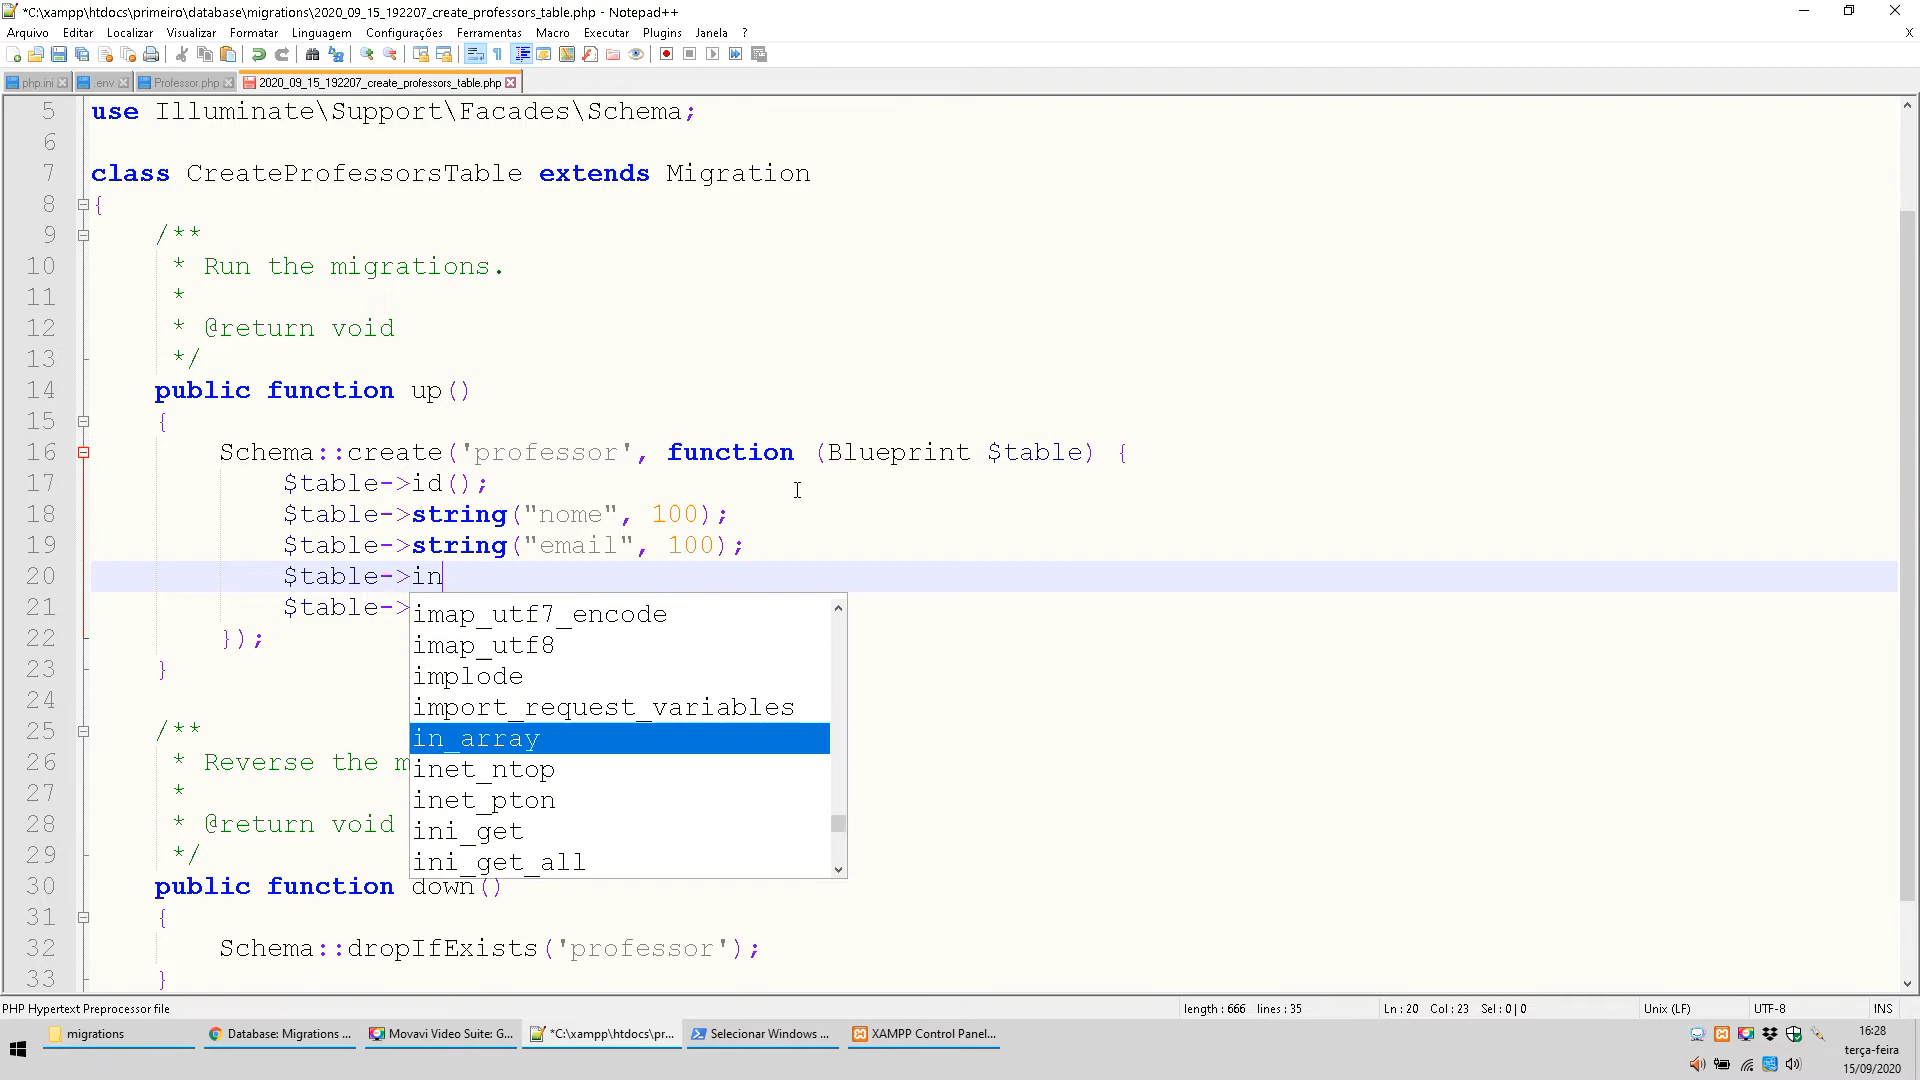 *C:\xampp\htdocs\primeiro\database\migrations\2020_09_15_192207_create_professors_table.php - Notepad++
Arquivo Editar Localizar Visualizar Formatar Linguagem Configurações Ferramentas Macro Executar Plugins Janela ? X
php.ini .env Professor.php 2020_09_15_192207_create_professors_table.php
5 use Illuminate\Support\Facades\Schema;
6
7 class CreateProfessorsTable extends Migration
8 {
9 /**
10 * Run the migrations.
11 *
12 * @return void
13 */
14 public function up()
15 {
16 Schema::create('professor', function (Blueprint $table) {
17 $table->id();
18 $table->string("nome", 100);
19 $table->string("email", 100);
20 $table->in
21 $table->
22 });
23 }
24
25 /**
26 * Reverse the m
27 *
28 * @return void
29 */
30 public function down()
31 {
32 Schema::dropIfExists('professor');
33 }
imap_utf7_encode
imap_utf8
implode
import_request_variables
in_array
inet_ntop
inet_pton
ini_get
ini_get_all
PHP Hypertext Preprocessor file length : 666 lines : 35 Ln : 20 Col : 23 Sel : 0 | 0 Unix (LF) UTF-8 INS
migrations Database: Migrations ... Movavi Video Suite: G... *C:\xampp\htdocs\pr... Selecionar Windows ... XAMPP Control Panel...
16:28
terça-feira
15/09/2020